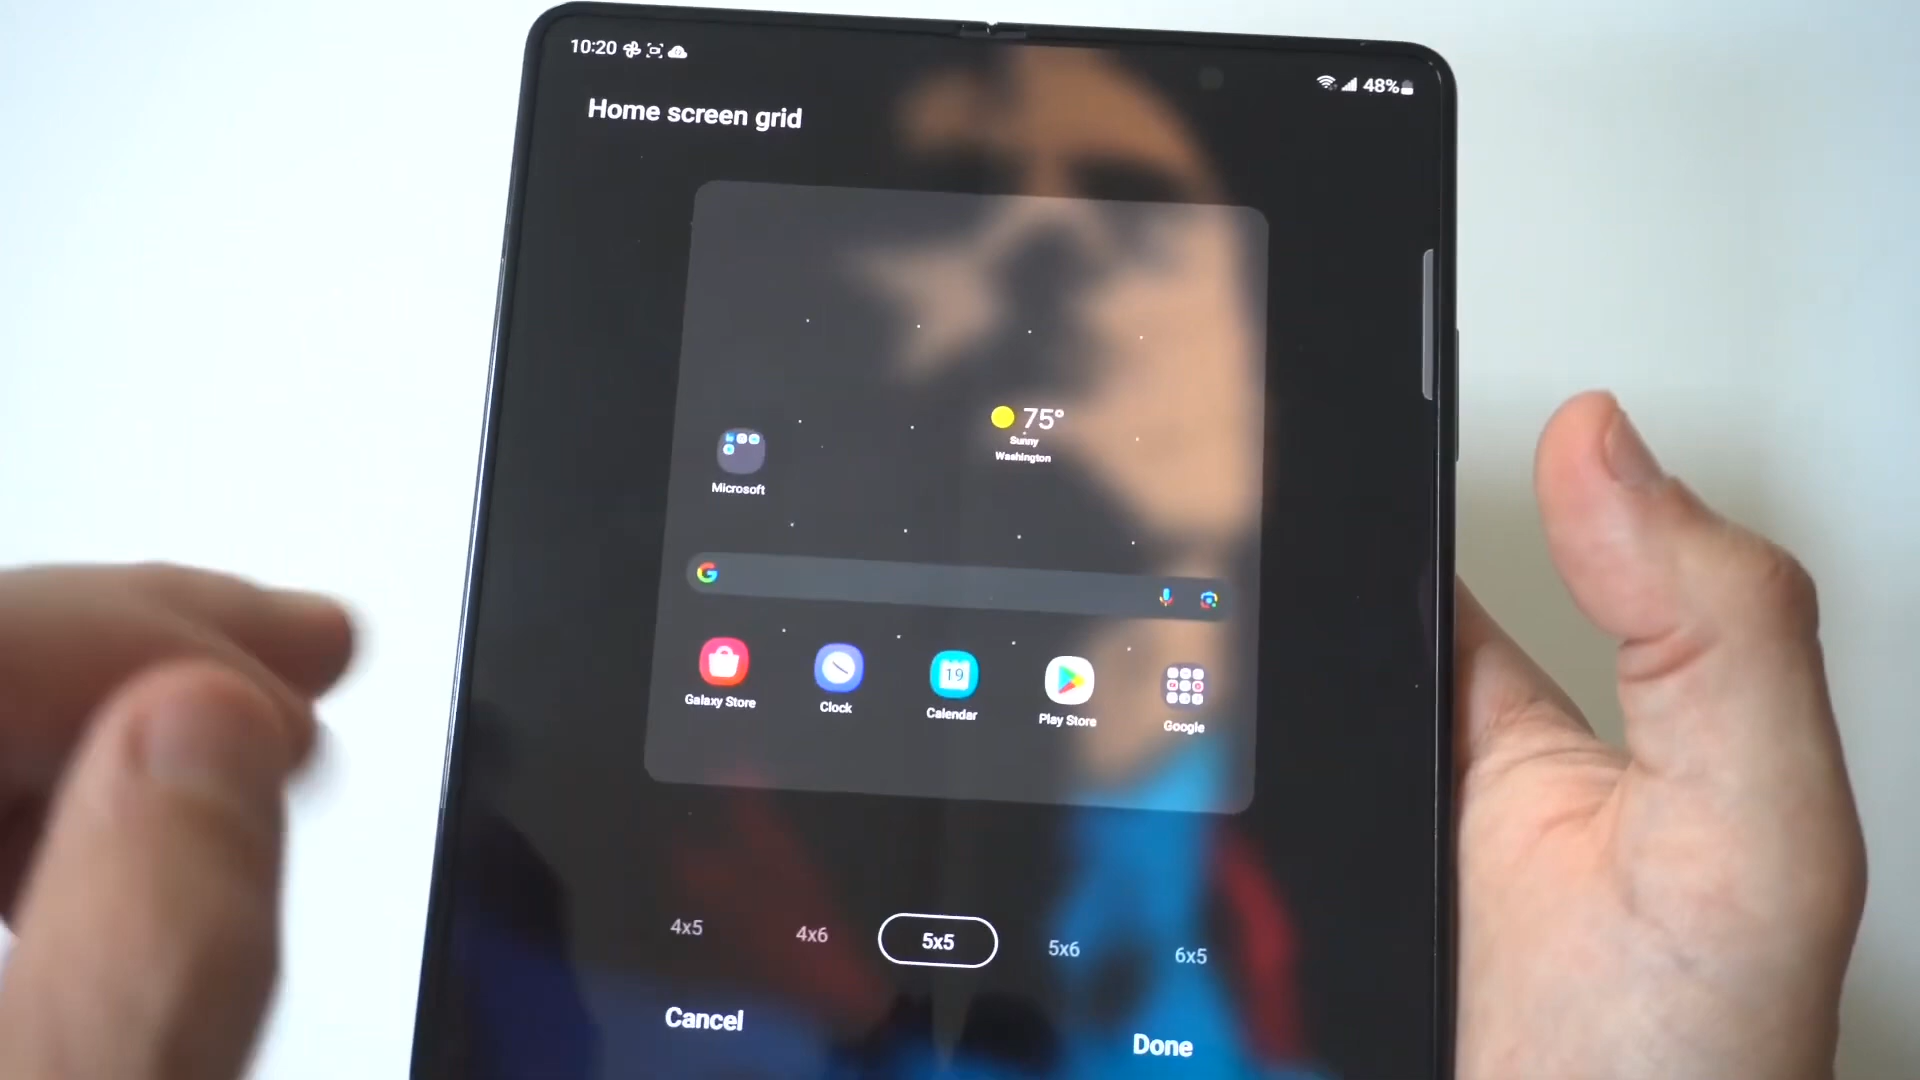 10:20
48%
Home screen grid
75°
Sunny
Washington
Microsoft
G
19
Galaxy Store
Clock
Calendar
Play Store
Google
4x5
4x6
5x5
5x6
6x5
Cancel
Done